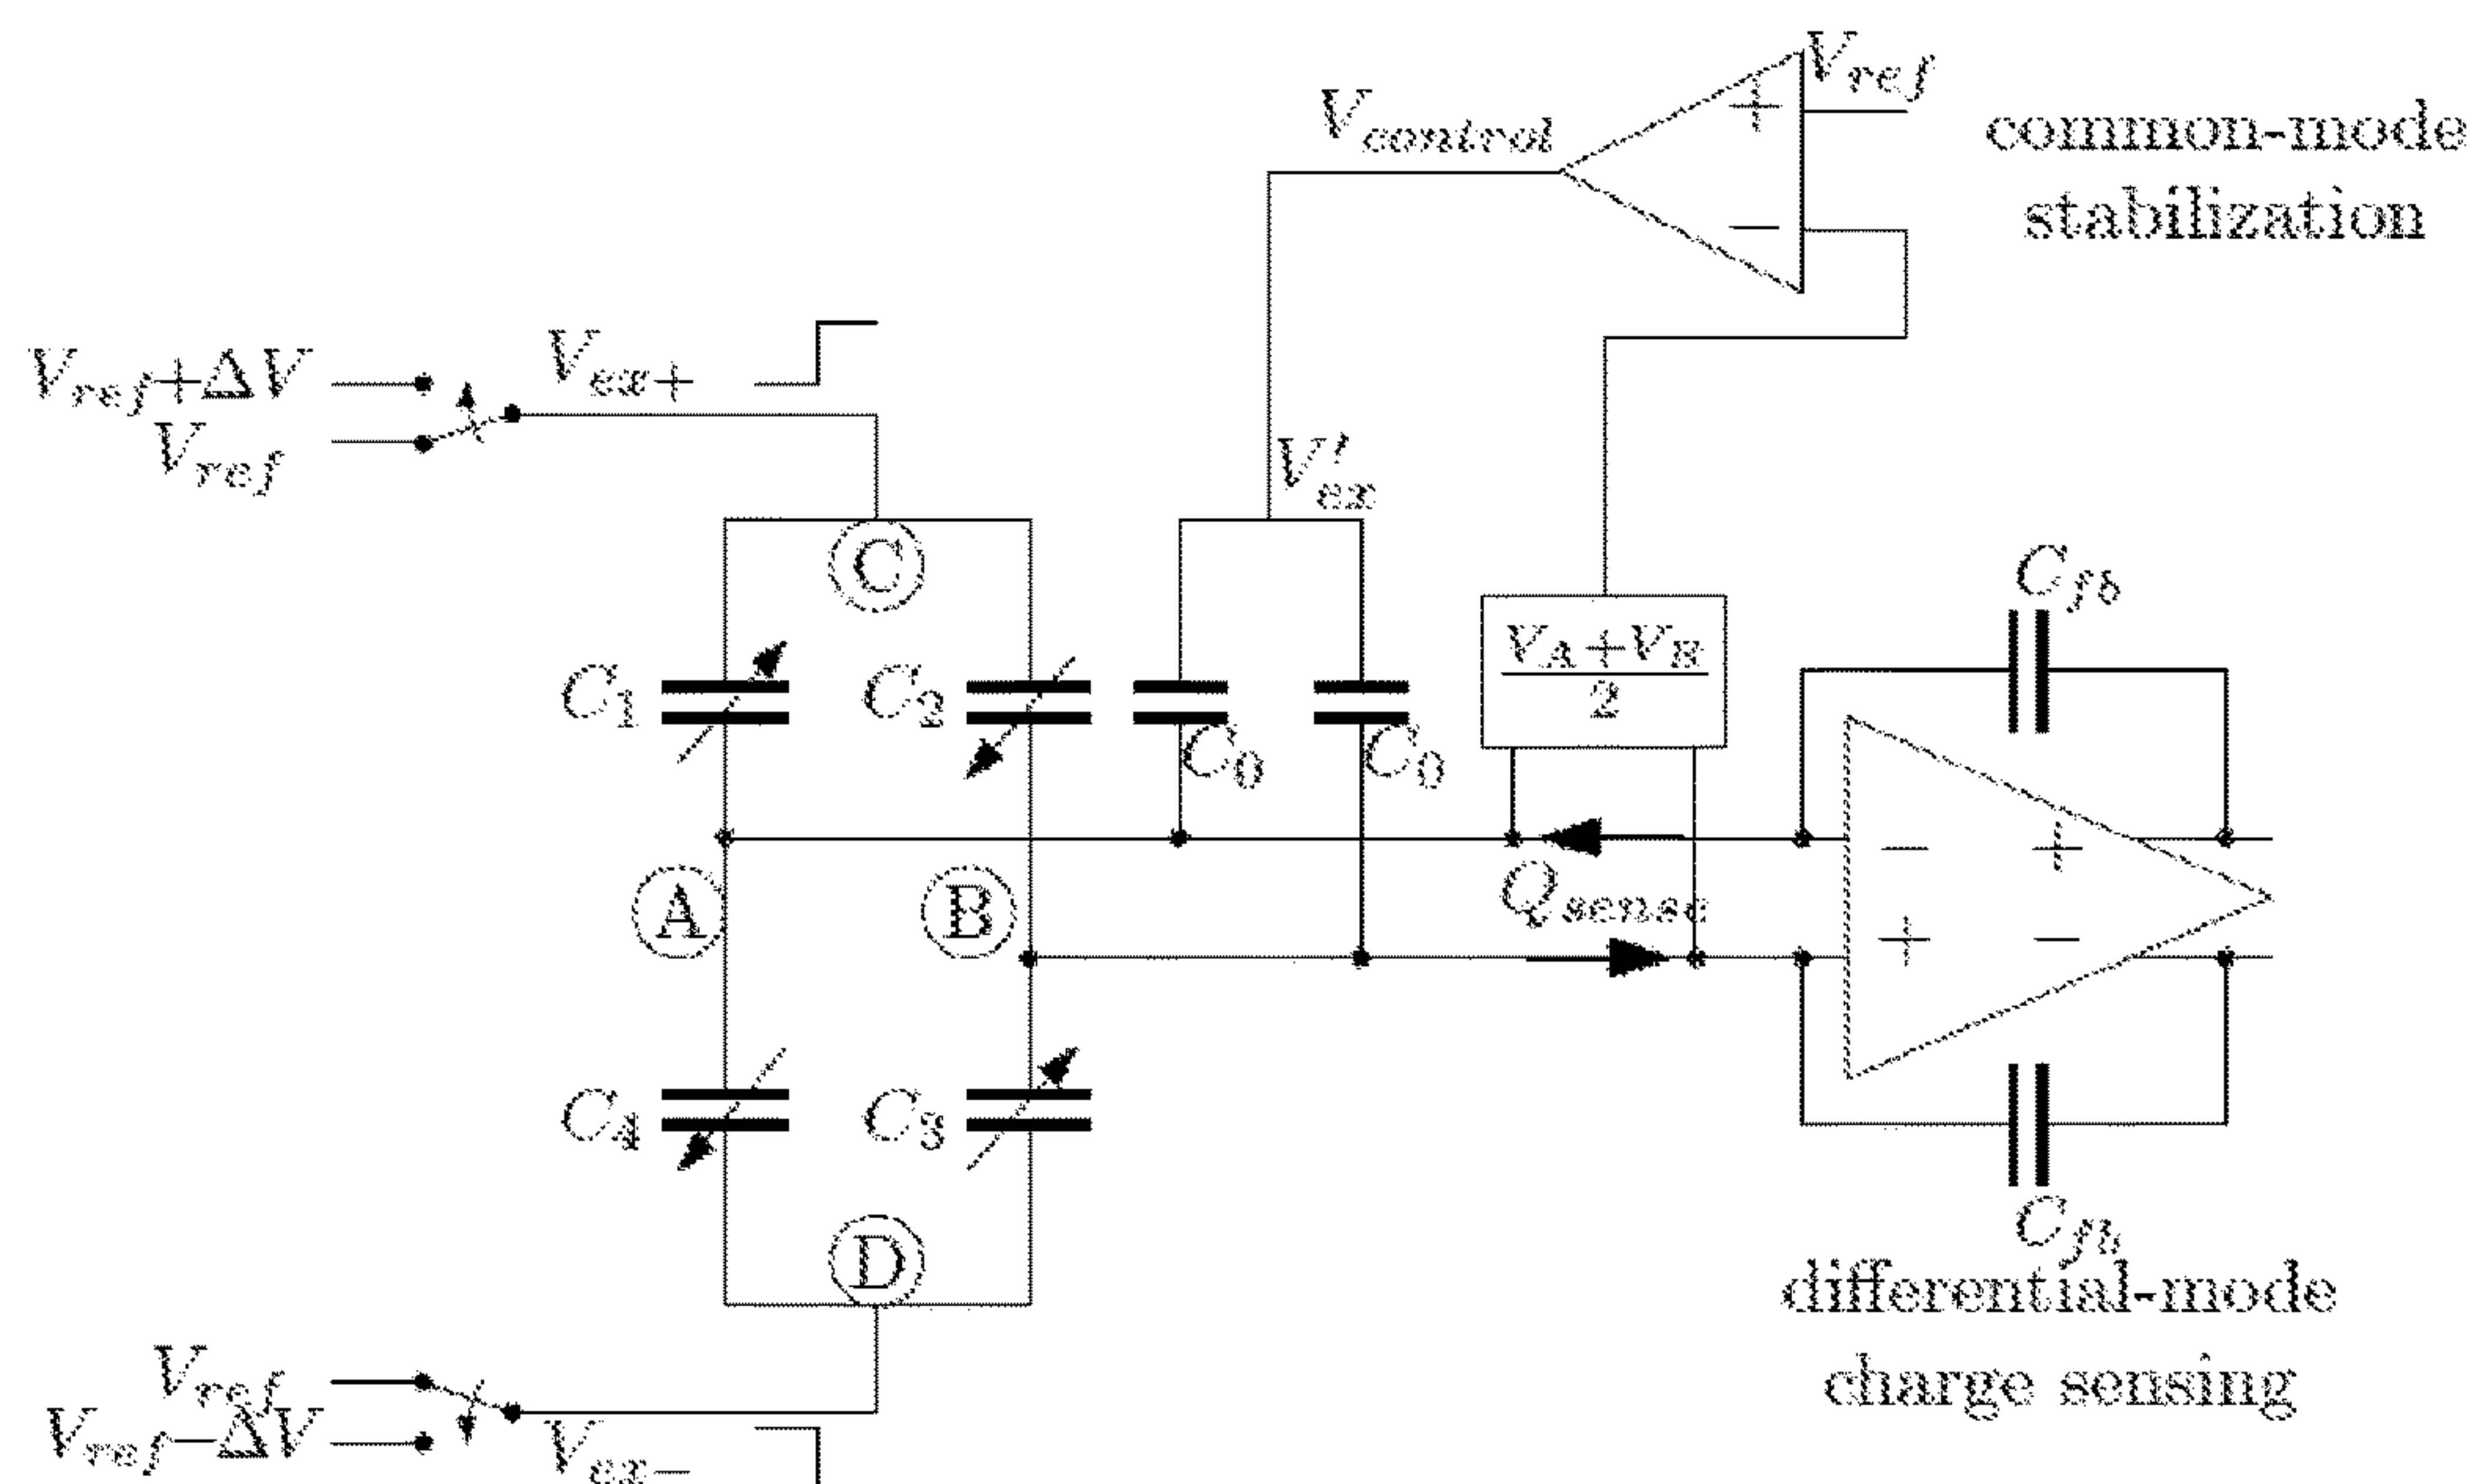 V_ref
V_control
+
common-mode
−
stabilization
V_ref+ΔV
V_ex+
V_ref
V'_ex
C
C_fb
C_1
C_2
V_A+V_B
2
C_0
C_0
−
+
A
B
Q_sense
+
−
C_4
C_3
C_fb
D
differential-mode
V_ref
charge sensing
V_ref−ΔV
V_ex−